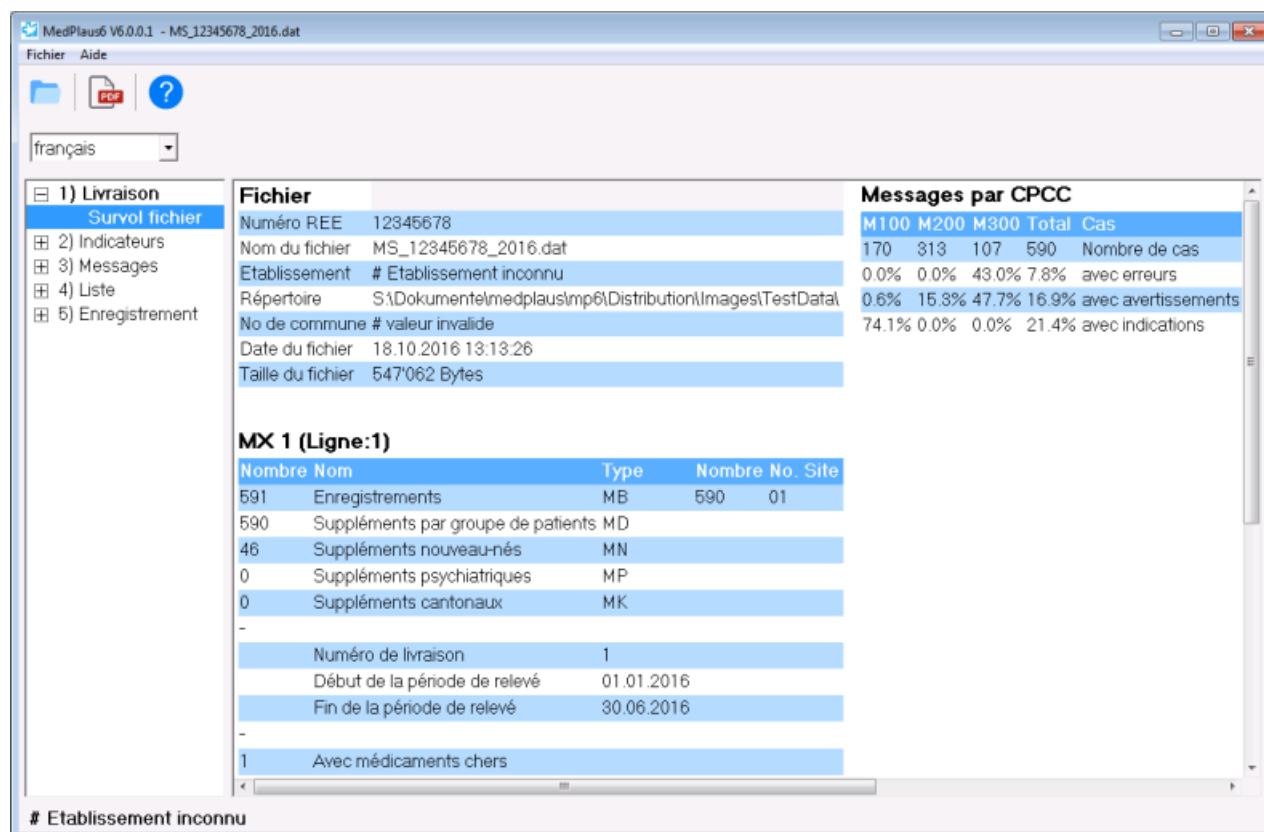 MedPlaus6 V6.0.0.1 - MS_12345678_2016.dat
Fichier Aide
PDF ?
français
1) Livraison
Survol fichier
2) Indicateurs
3) Messages
4) Liste
5) Enregistrement
Fichier
Numéro REE 12345678
Nom du fichier MS_12345678_2016.dat
Etablissement # Etablissement inconnu
Répertoire S:\Dokumente\medplaus\mp6\Distribution\Images\TestData\
No de commune # valeur invalide
Date du fichier 18.10.2016 13:13:26
Taille du fichier 547'062 Bytes
MX 1 (Ligne:1)
Nombre Nom Type Nombre No. Site
591 Enregistrements MB 590 01
590 Suppléments par groupe de patients MD
46 Suppléments nouveau-nés MN
0 Suppléments psychiatriques MP
0 Suppléments cantonaux MK
-
Numéro de livraison 1
Début de la période de relevé 01.01.2016
Fin de la période de relevé 30.06.2016
-
1 Avec médicaments chers
Messages par CPCC
M100 M200 M300 Total Cas
170 313 107 590 Nombre de cas
0.0% 0.0% 43.0% 7.8% avec erreurs
0.6% 15.3% 47.7% 16.9% avec avertissements
74.1% 0.0% 0.0% 21.4% avec indications
# Etablissement inconnu